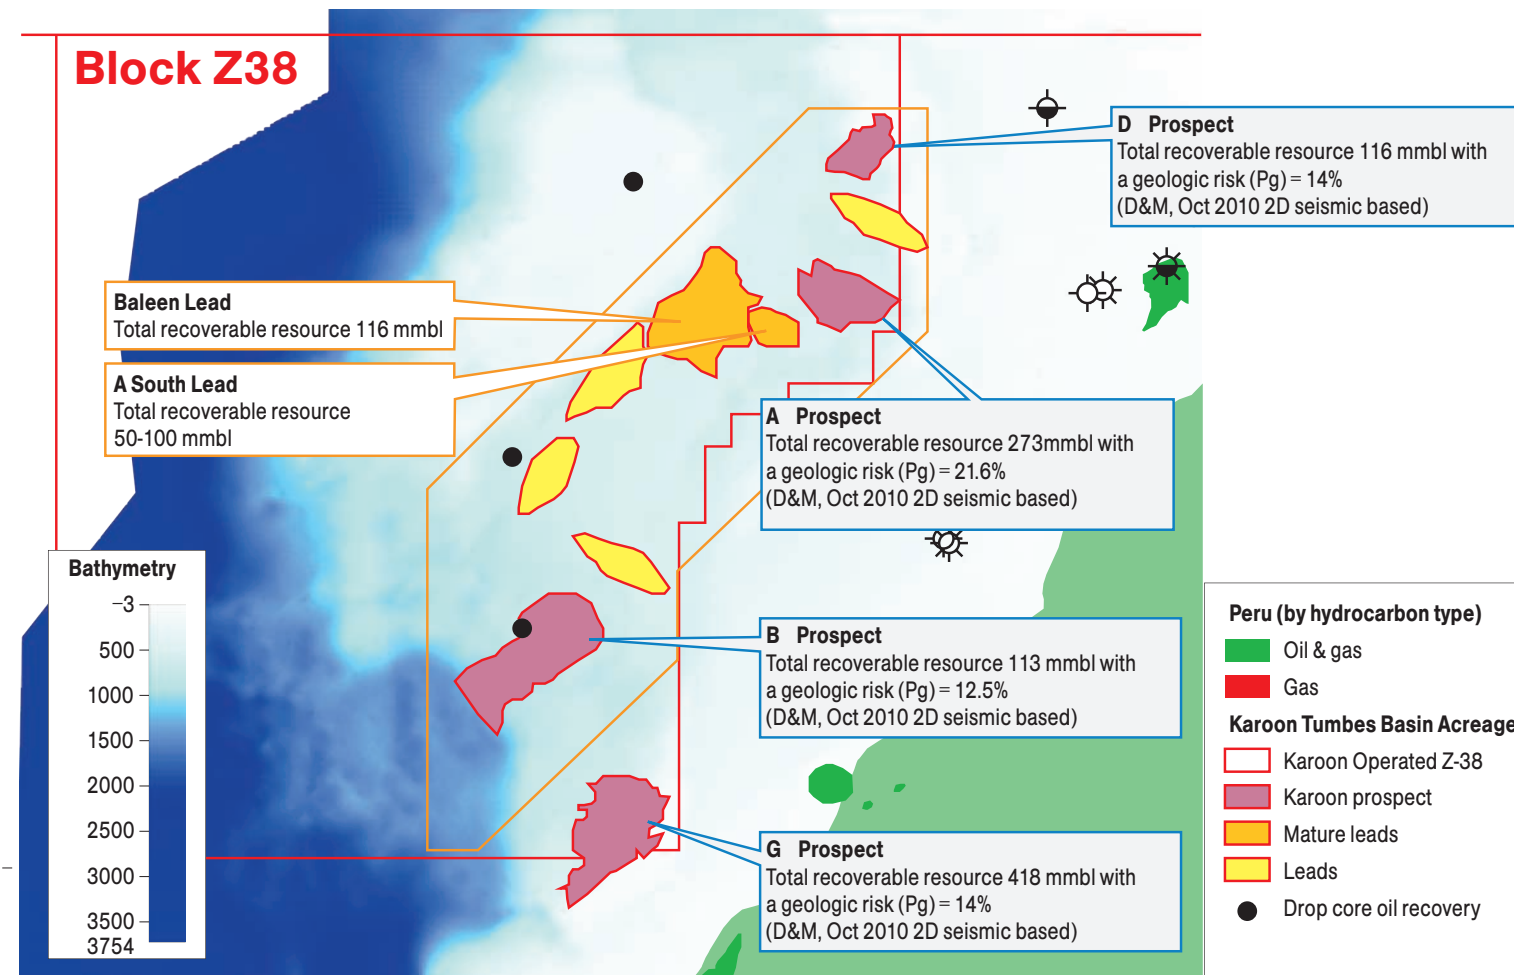 Block Z38
D Prospect
Total recoverable resource 116 mmbl with
a geologic risk (Pg) = 14%
(D&M, Oct 2010 2D seismic based)
Baleen Lead
Total recoverable resource 116 mmbl
A South Lead
Total recoverable resource
50-100 mmbl
A Prospect
Total recoverable resource 273mmbl with
a geologic risk (Pg) = 21.6%
(D&M, Oct 2010 2D seismic based)
B Prospect
Total recoverable resource 113 mmbl with
a geologic risk (Pg) = 12.5%
(D&M, Oct 2010 2D seismic based)
G Prospect
Total recoverable resource 418 mmbl with
a geologic risk (Pg) = 14%
(D&M, Oct 2010 2D seismic based)
Bathymetry
−3
500
1000
1500
2000
2500
3000
3500
3754
Peru (by hydrocarbon type)
Oil & gas
Gas
Karoon Tumbes Basin Acreage
Karoon Operated Z-38
Karoon prospect
Mature leads
Leads
Drop core oil recovery